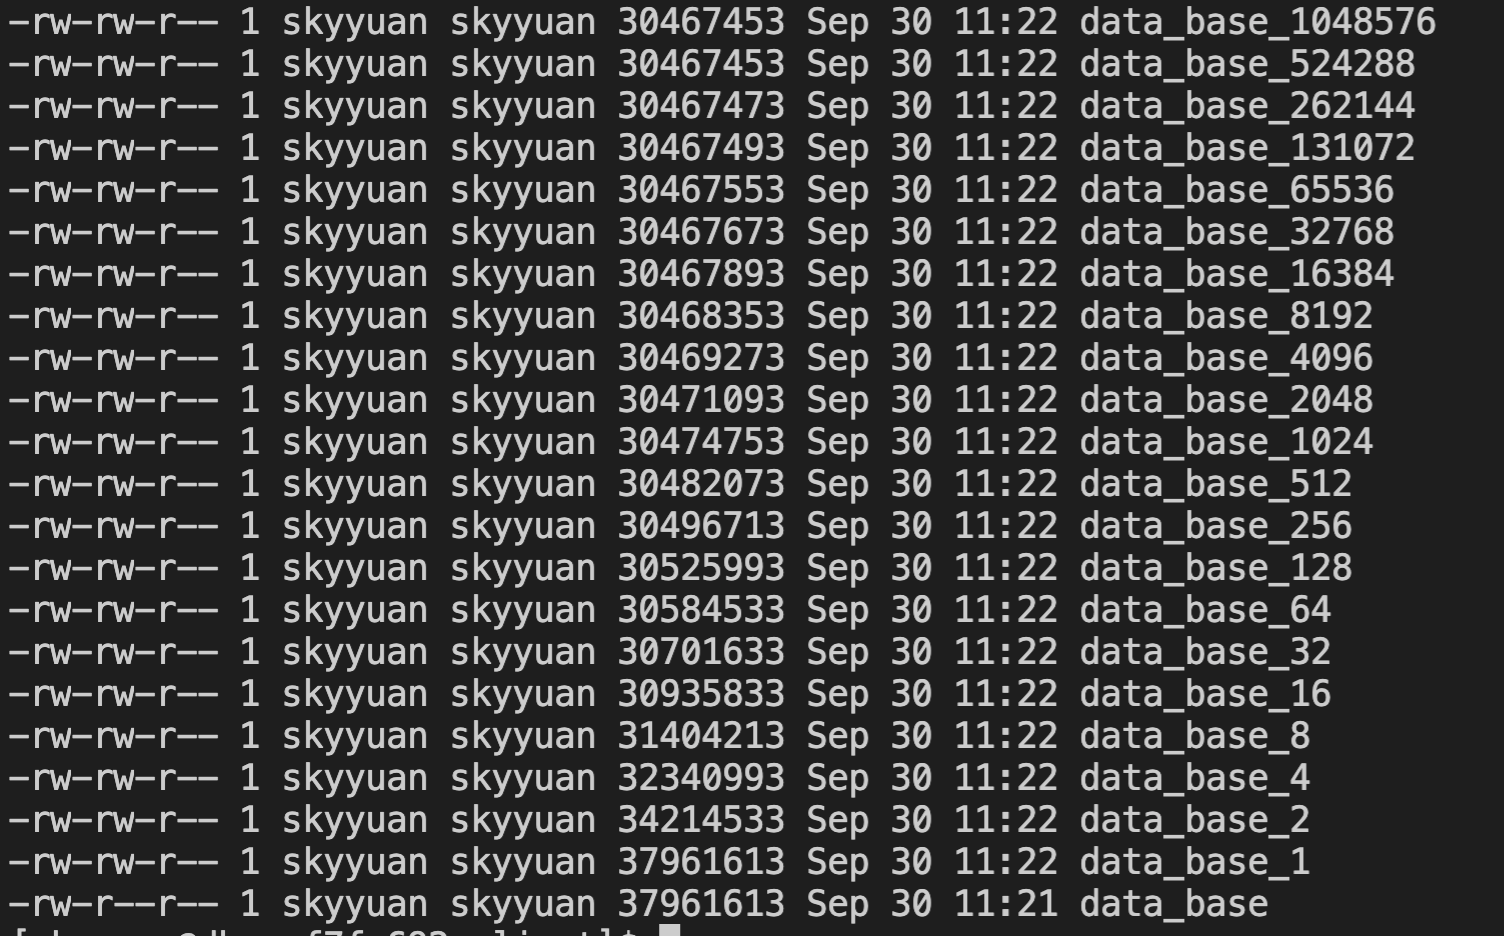 -rw-rw-r-- 1 skyyuan skyyuan 30467453 Sep 30 11:22 data_base_1048576
-rw-rw-r-- 1 skyyuan skyyuan 30467453 Sep 30 11:22 data_base_524288
-rw-rw-r-- 1 skyyuan skyyuan 30467473 Sep 30 11:22 data_base_262144
-rw-rw-r-- 1 skyyuan skyyuan 30467493 Sep 30 11:22 data_base_131072
-rw-rw-r-- 1 skyyuan skyyuan 30467553 Sep 30 11:22 data_base_65536
-rw-rw-r-- 1 skyyuan skyyuan 30467673 Sep 30 11:22 data_base_32768
-rw-rw-r-- 1 skyyuan skyyuan 30467893 Sep 30 11:22 data_base_16384
-rw-rw-r-- 1 skyyuan skyyuan 30468353 Sep 30 11:22 data_base_8192
-rw-rw-r-- 1 skyyuan skyyuan 30469273 Sep 30 11:22 data_base_4096
-rw-rw-r-- 1 skyyuan skyyuan 30471093 Sep 30 11:22 data_base_2048
-rw-rw-r-- 1 skyyuan skyyuan 30474753 Sep 30 11:22 data_base_1024
-rw-rw-r-- 1 skyyuan skyyuan 30482073 Sep 30 11:22 data_base_512
-rw-rw-r-- 1 skyyuan skyyuan 30496713 Sep 30 11:22 data_base_256
-rw-rw-r-- 1 skyyuan skyyuan 30525993 Sep 30 11:22 data_base_128
-rw-rw-r-- 1 skyyuan skyyuan 30584533 Sep 30 11:22 data_base_64
-rw-rw-r-- 1 skyyuan skyyuan 30701633 Sep 30 11:22 data_base_32
-rw-rw-r-- 1 skyyuan skyyuan 30935833 Sep 30 11:22 data_base_16
-rw-rw-r-- 1 skyyuan skyyuan 31404213 Sep 30 11:22 data_base_8
-rw-rw-r-- 1 skyyuan skyyuan 32340993 Sep 30 11:22 data_base_4
-rw-rw-r-- 1 skyyuan skyyuan 34214533 Sep 30 11:22 data_base_2
-rw-rw-r-- 1 skyyuan skyyuan 37961613 Sep 30 11:22 data_base_1
-rw-r--r-- 1 skyyuan skyyuan 37961613 Sep 30 11:21 data_base